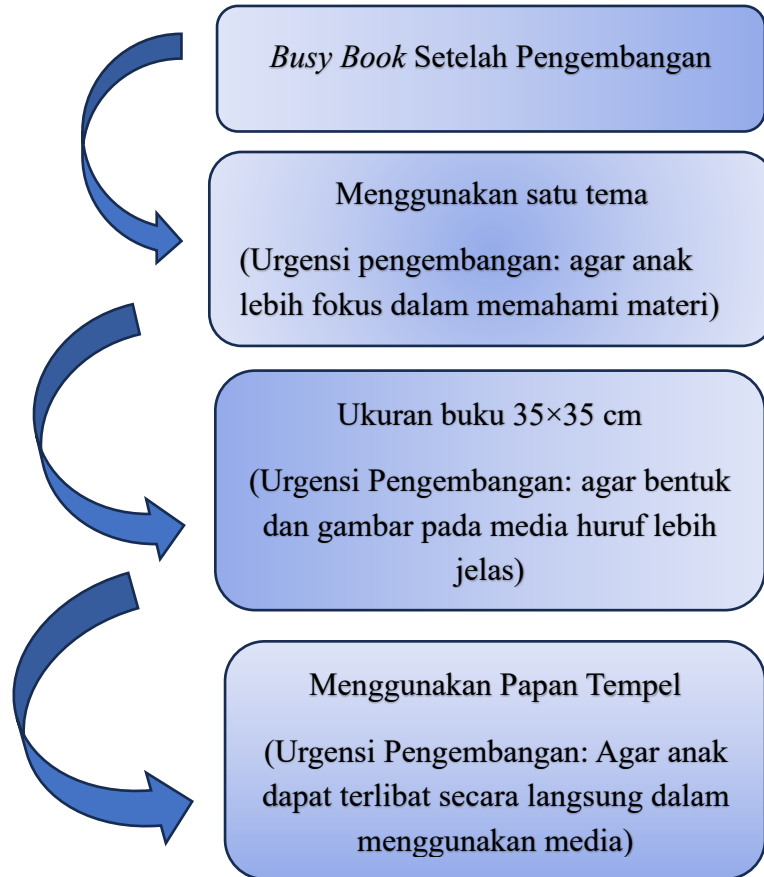 Busy Book Setelah Pengembangan
Menggunakan satu tema
(Urgensi pengembangan: agar anak
lebih fokus dalam memahami materi)
Ukuran buku 35×35 cm
(Urgensi Pengembangan: agar bentuk
dan gambar pada media huruf lebih
jelas)
Menggunakan Papan Tempel
(Urgensi Pengembangan: Agar anak
dapat terlibat secara langsung dalam
menggunakan media)